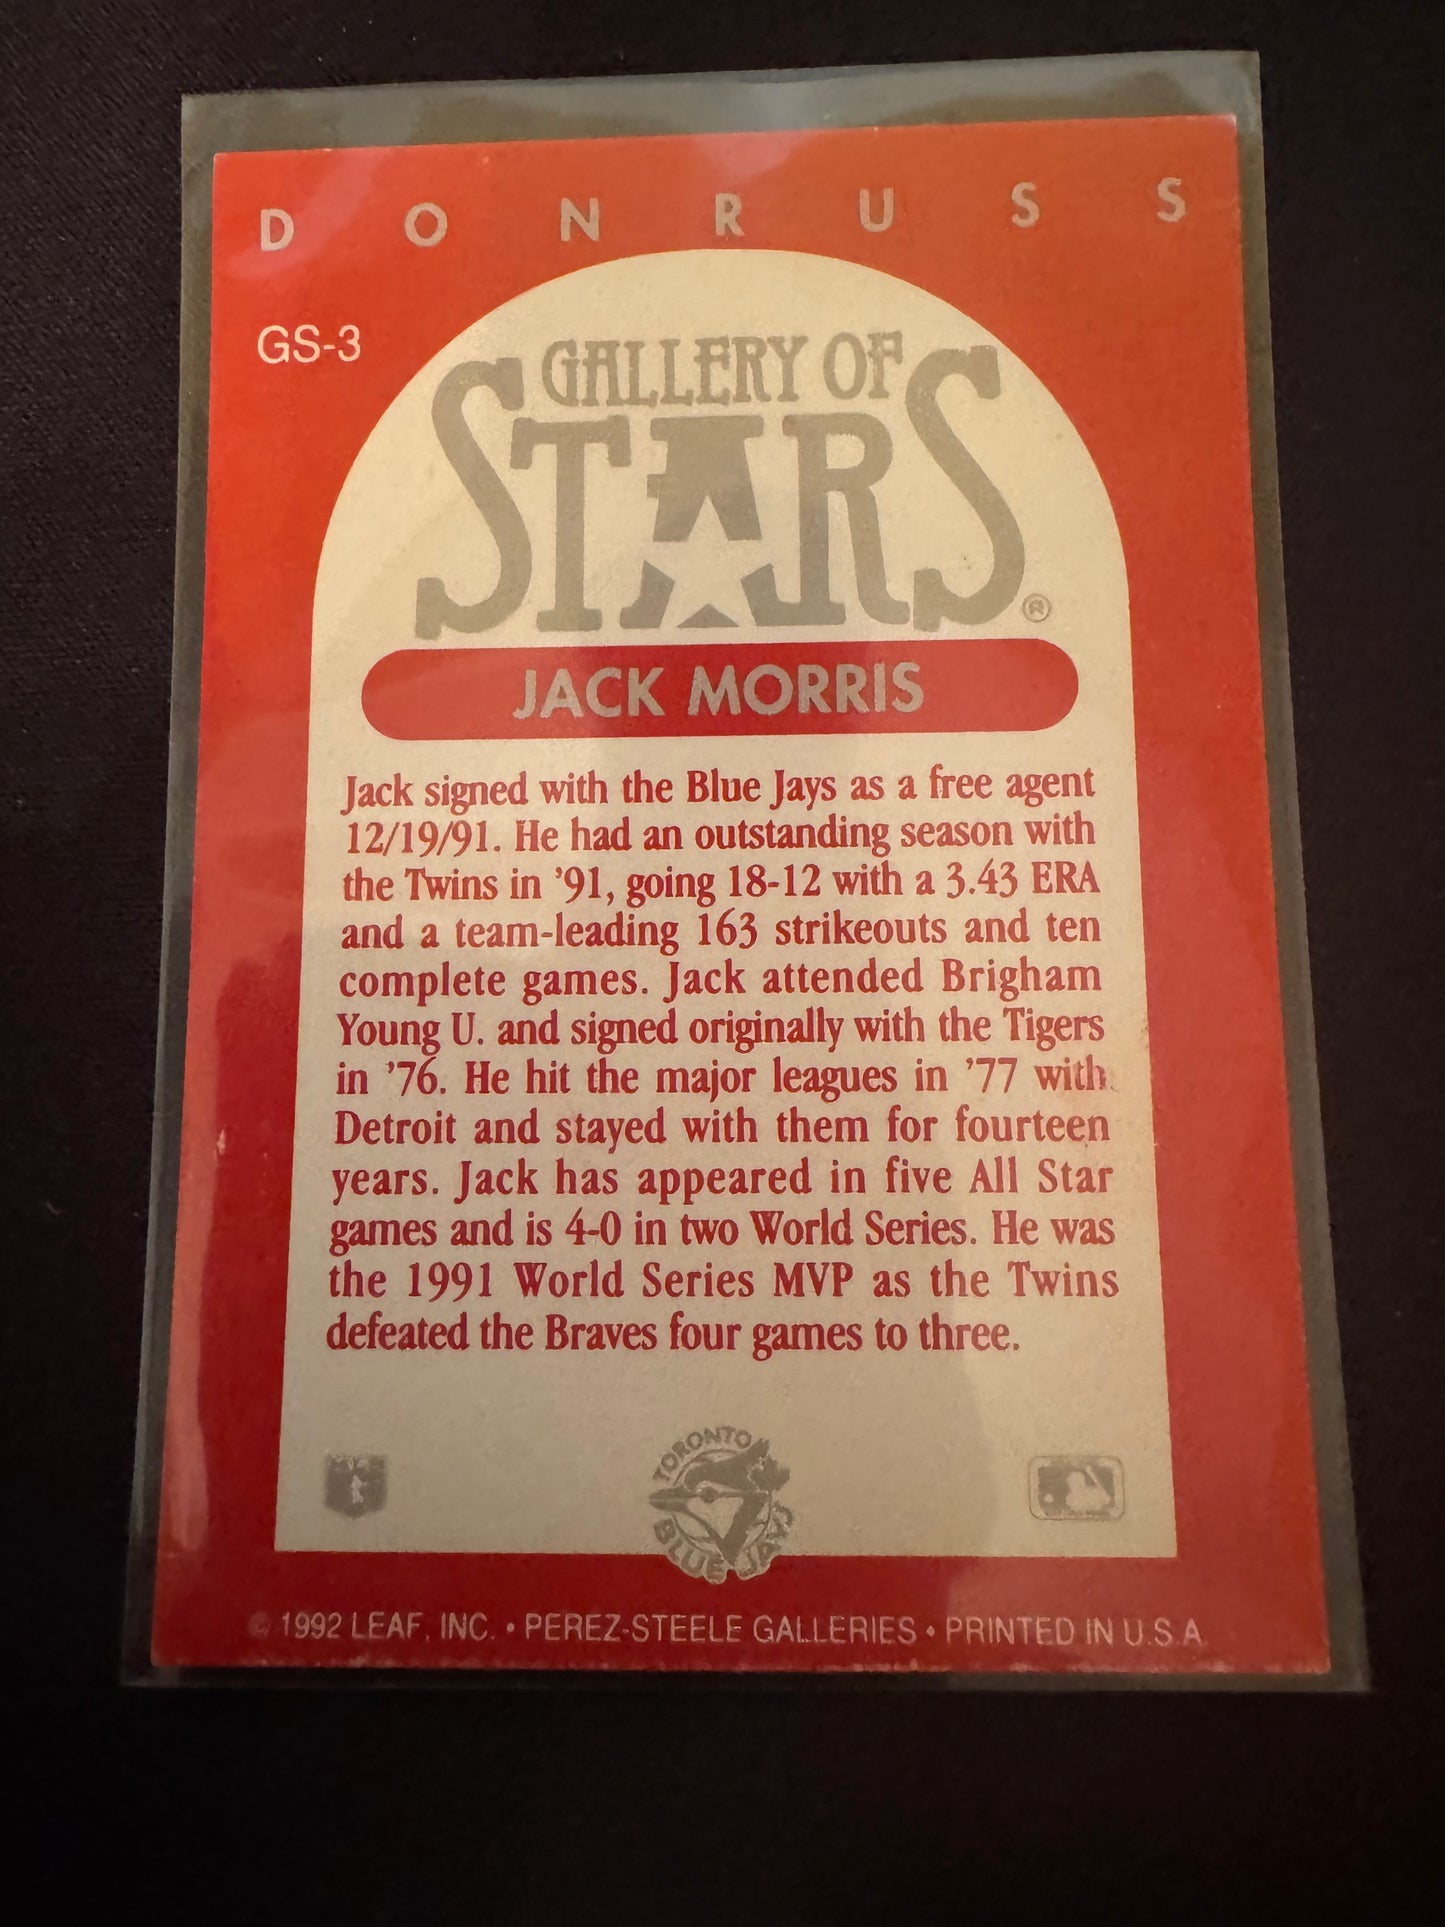 DONRUSS
GS-3
GALLERY OF
STARS®
JACK MORRIS
Jack signed with the Blue Jays as a free agent
12/19/91. He had an outstanding season with
the Twins in ’91, going 18-12 with a 3.43 ERA
and a team-leading 163 strikeouts and ten
complete games. Jack attended Brigham
Young U. and signed originally with the Tigers
in ’76. He hit the major leagues in ’77 with
Detroit and stayed with them for fourteen
years. Jack has appeared in five All Star
games and is 4-0 in two World Series. He was
the 1991 World Series MVP as the Twins
defeated the Braves four games to three.
TORONTO
BLUE JAYS
© 1992 LEAF, INC. • PEREZ-STEELE GALLERIES • PRINTED IN U.S.A.